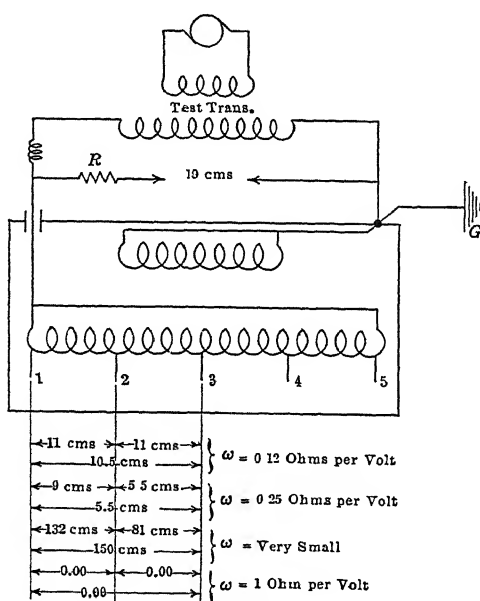 Test Trans.
R
19 cms
G
1 2 3 4 5
11 cms 11 cms
10.5 cms
ω = 0 12 Ohms per Volt
9 cms 5 5 cms
5.5 cms
ω = 0 25 Ohms per Volt
132 cms 81 cms
150 cms
ω = Very Small
0.00 0.00
0.00
ω = 1 Ohm per Volt